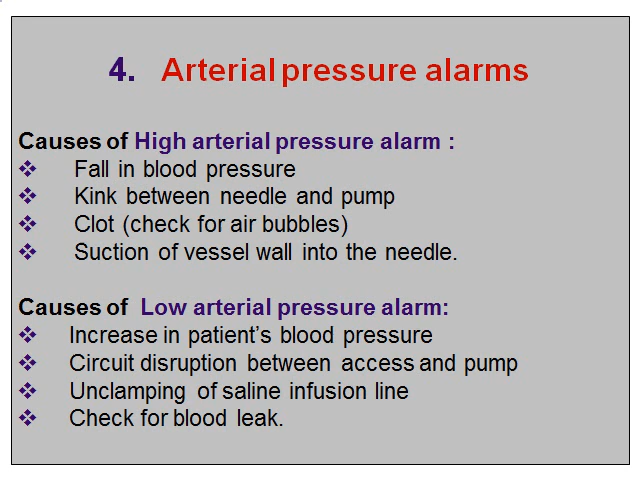 4. Arterial pressure alarms
Causes of High arterial pressure alarm :
❖ Fall in blood pressure
❖ Kink between needle and pump
❖ Clot (check for air bubbles)
❖ Suction of vessel wall into the needle.
Causes of Low arterial pressure alarm:
❖ Increase in patient’s blood pressure
❖ Circuit disruption between access and pump
❖ Unclamping of saline infusion line
❖ Check for blood leak.